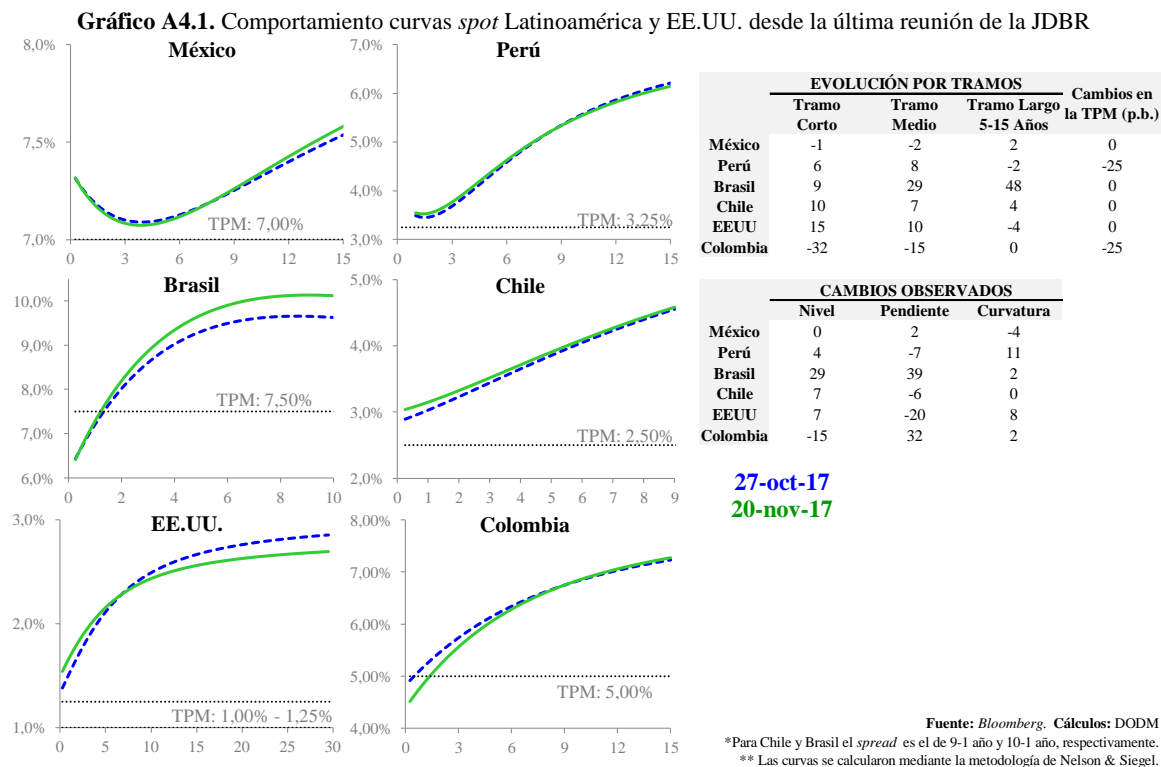 Gráfico A4.1. Comportamiento curvas spot Latinoamérica y EE.UU. desde la última reunión de la JDBR
México
8,0%
7,5%
7,0%
TPM: 7,00%
0 3 6 9 12 15
Perú
7,0%
6,0%
5,0%
4,0%
3,0%
TPM: 3,25%
0 3 6 9 12 15
EVOLUCIÓN POR TRAMOS
Tramo Corto Tramo Medio Tramo Largo 5-15 Años Cambios en la TPM (p.b.)
México -1 -2 2 0
Perú 6 8 -2 -25
Brasil 9 29 48 0
Chile 10 7 4 0
EEUU 15 10 -4 0
Colombia -32 -15 0 -25
Brasil
10,0%
9,0%
8,0%
7,0%
6,0%
TPM: 7,50%
0 2 4 6 8 10
Chile
5,0%
4,0%
3,0%
2,0%
TPM: 2,50%
0 1 2 3 4 5 6 7 8 9
CAMBIOS OBSERVADOS
Nivel Pendiente Curvatura
México 0 2 -4
Perú 4 -7 11
Brasil 29 39 2
Chile 7 -6 0
EEUU 7 -20 8
Colombia -15 32 2
27-oct-17
20-nov-17
EE.UU.
3,0%
2,0%
1,0%
TPM: 1,00% - 1,25%
0 5 10 15 20 25 30
Colombia
8,00%
7,00%
6,00%
5,00%
4,00%
TPM: 5,00%
0 3 6 9 12 15
Fuente: Bloomberg. Cálculos: DODM
*Para Chile y Brasil el spread es el de 9-1 año y 10-1 año, respectivamente.
** Las curvas se calcularon mediante la metodología de Nelson & Siegel.